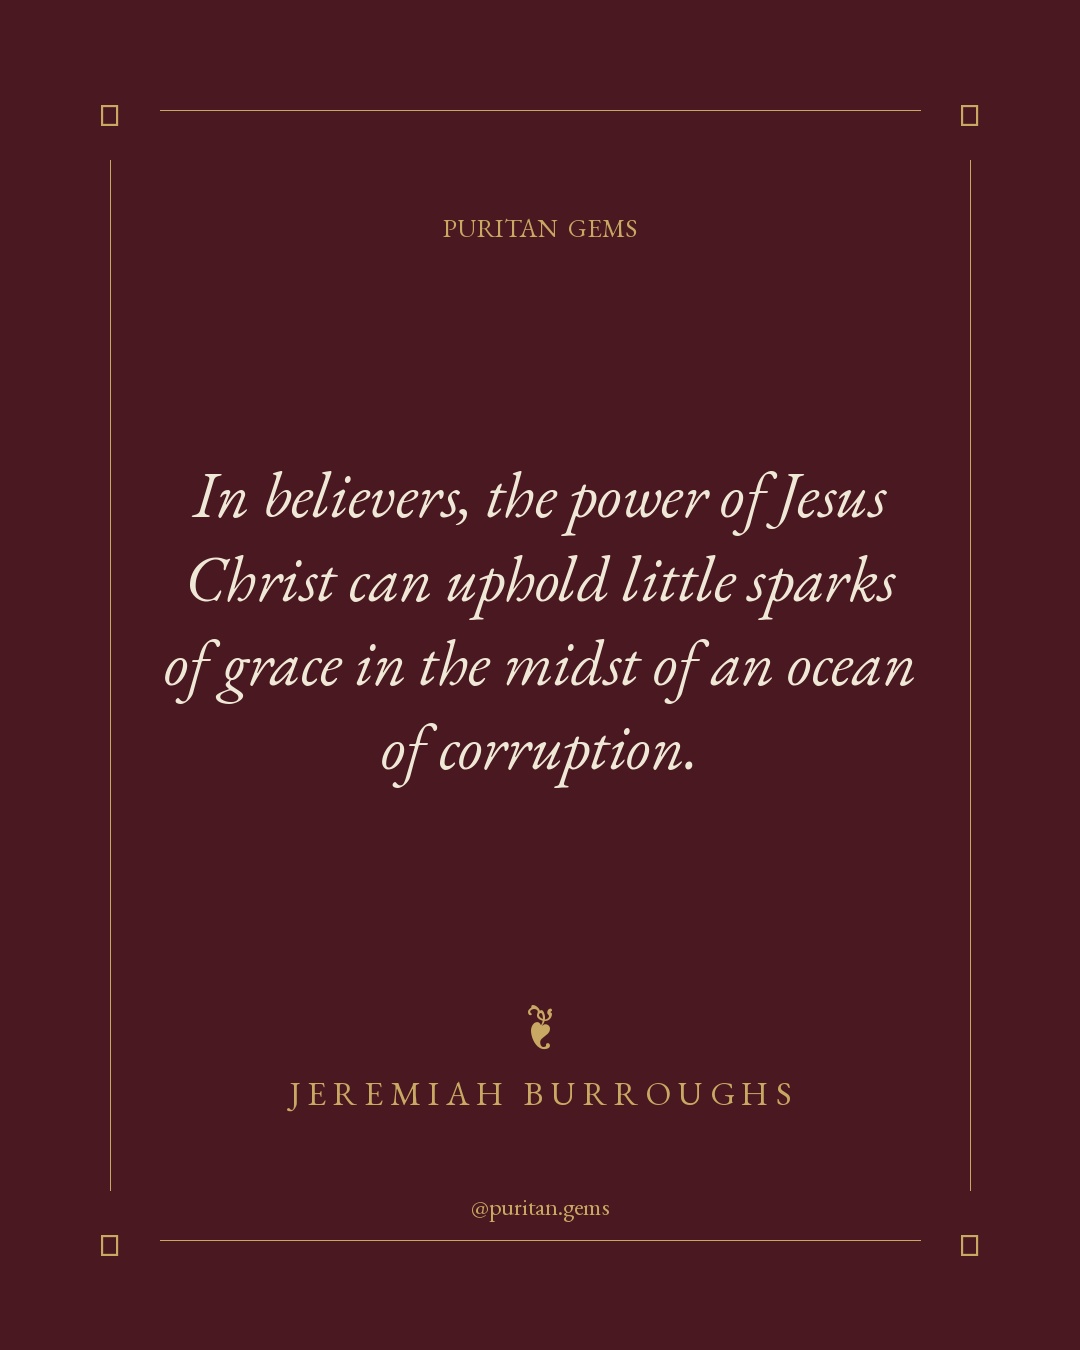 PURITAN GEMS
In believers, the power of Jesus
Christ can uphold little sparks
of grace in the midst of an ocean
of corruption.
❦
JEREMIAH BURROUGHS
@puritan.gems